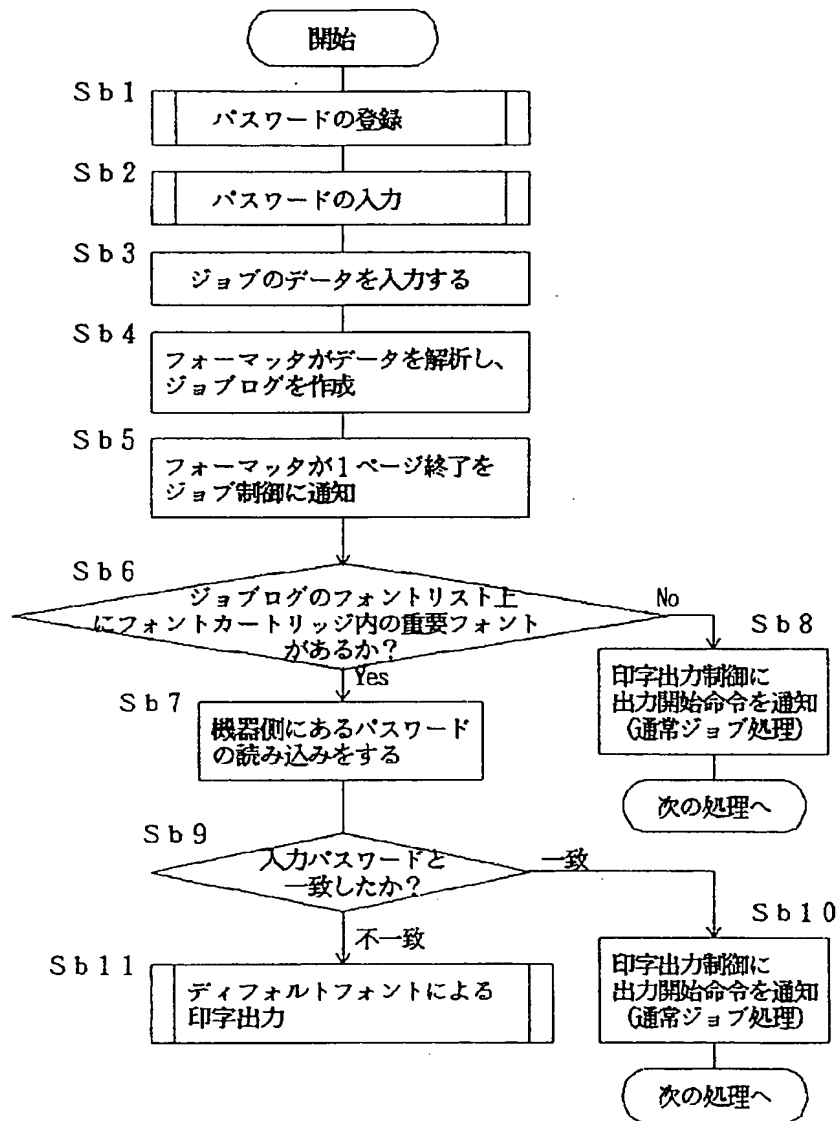 開始
Sb1
パスワードの登録
Sb2
パスワードの入力
Sb3
ジョブのデータを入力する
Sb4
フォーマッタがデータを解析し、
ジョブログを作成
Sb5
フォーマッタが1ページ終了を
ジョブ制御に通知
Sb6
ジョブログのフォントリスト上
にフォントカートリッジ内の重要フォント
があるか?
No
Yes
Sb8
印字出力制御に
出力開始命令を通知
(通常ジョブ処理)
次の処理へ
Sb7
機器側にあるパスワード
の読み込みをする
Sb9
入力パスワードと
一致したか?
一致
不一致
Sb10
印字出力制御に
出力開始命令を通知
(通常ジョブ処理)
次の処理へ
Sb11
ディフォルトフォントによる
印字出力